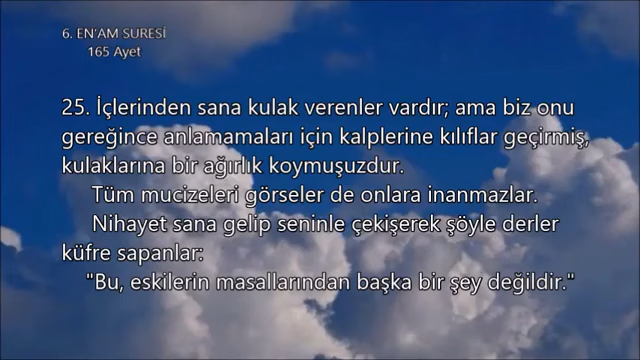 6. EN'AM SURESİ
165 Ayet
25. İçlerinden sana kulak verenler vardır; ama biz onu
gereğince anlamamaları için kalplerine kılıflar geçirmiş,
kulaklarına bir ağırlık koymuşuzdur.
Tüm mucizeleri görseler de onlara inanmazlar.
Nihayet sana gelip seninle çekişerek şöyle derler
küfre sapanlar:
"Bu, eskilerin masallarından başka bir şey değildir."